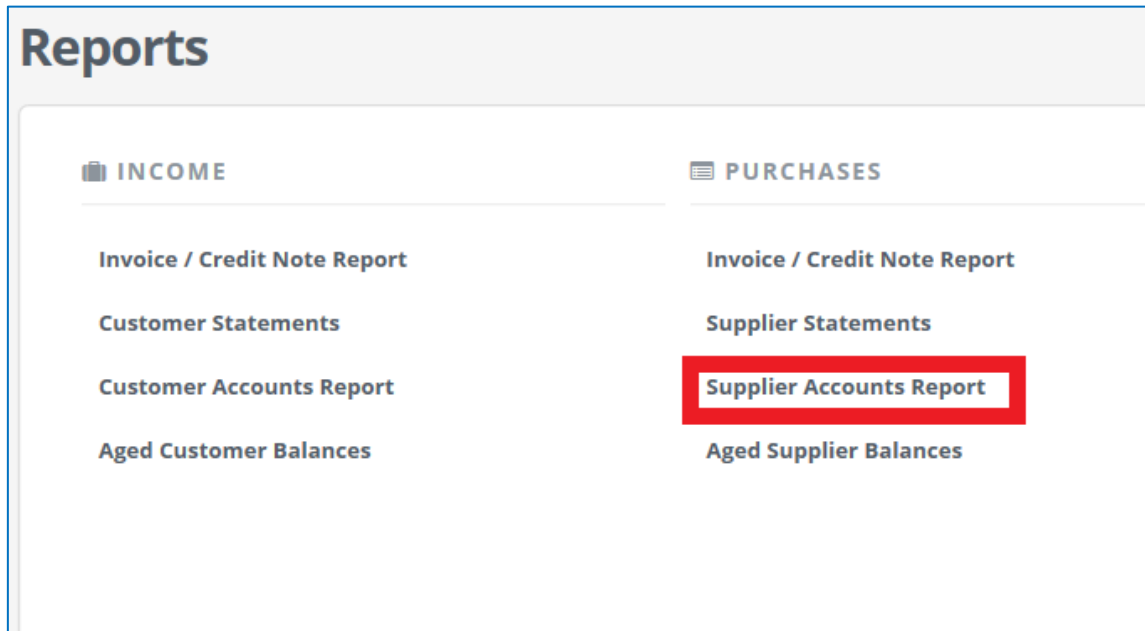 Reports
INCOME
Invoice / Credit Note Report
Customer Statements
Customer Accounts Report
Aged Customer Balances
PURCHASES
Invoice / Credit Note Report
Supplier Statements
Supplier Accounts Report
Aged Supplier Balances